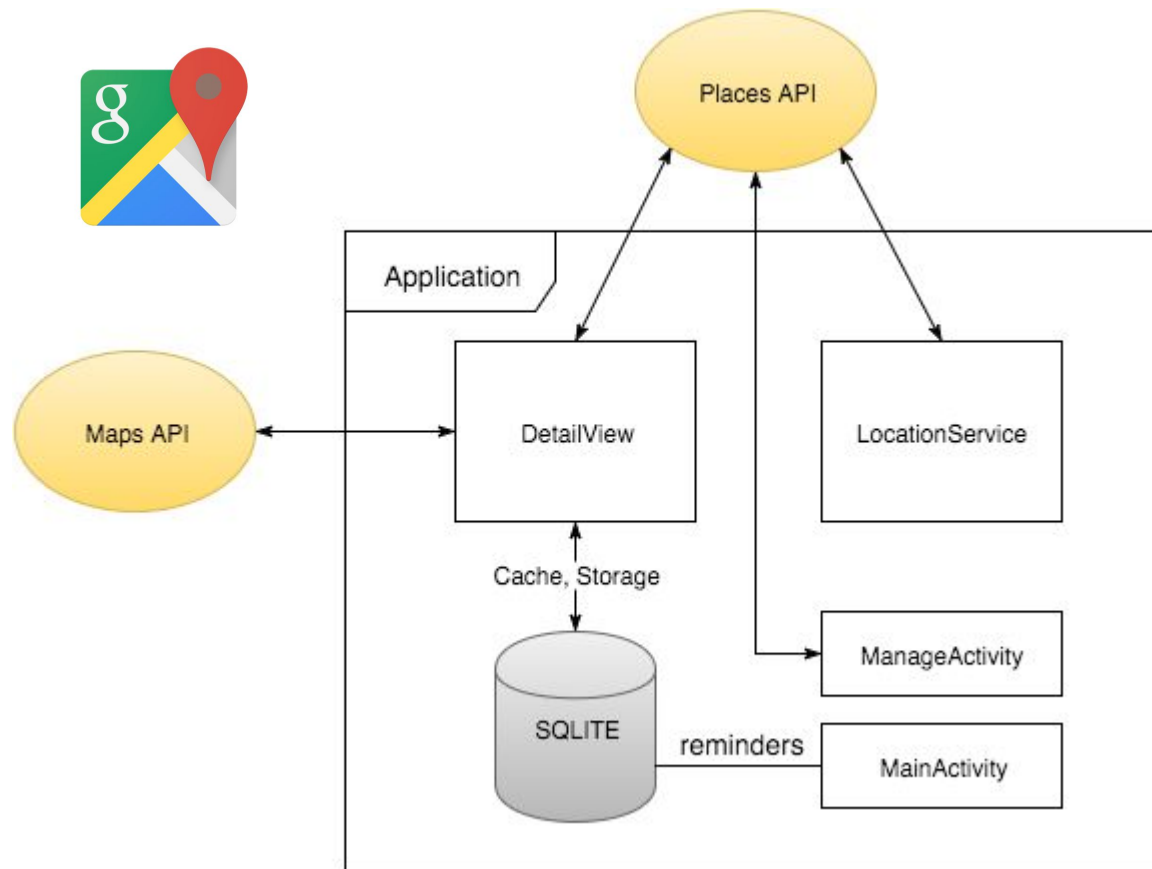 g
Places API
Application
Maps API
DetailView
LocationService
Cache, Storage
ManageActivity
SQLITE
reminders
MainActivity